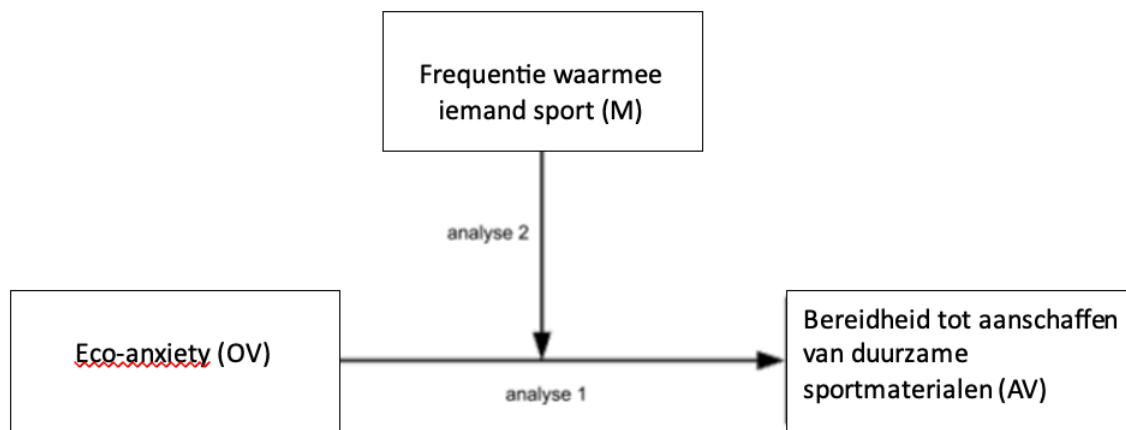 Frequentie waarmee
iemand sport (M)
analyse 2
Eco-anxiety (OV)
analyse 1
Bereidheid tot aanschaffen
van duurzame
sportmaterialen (AV)